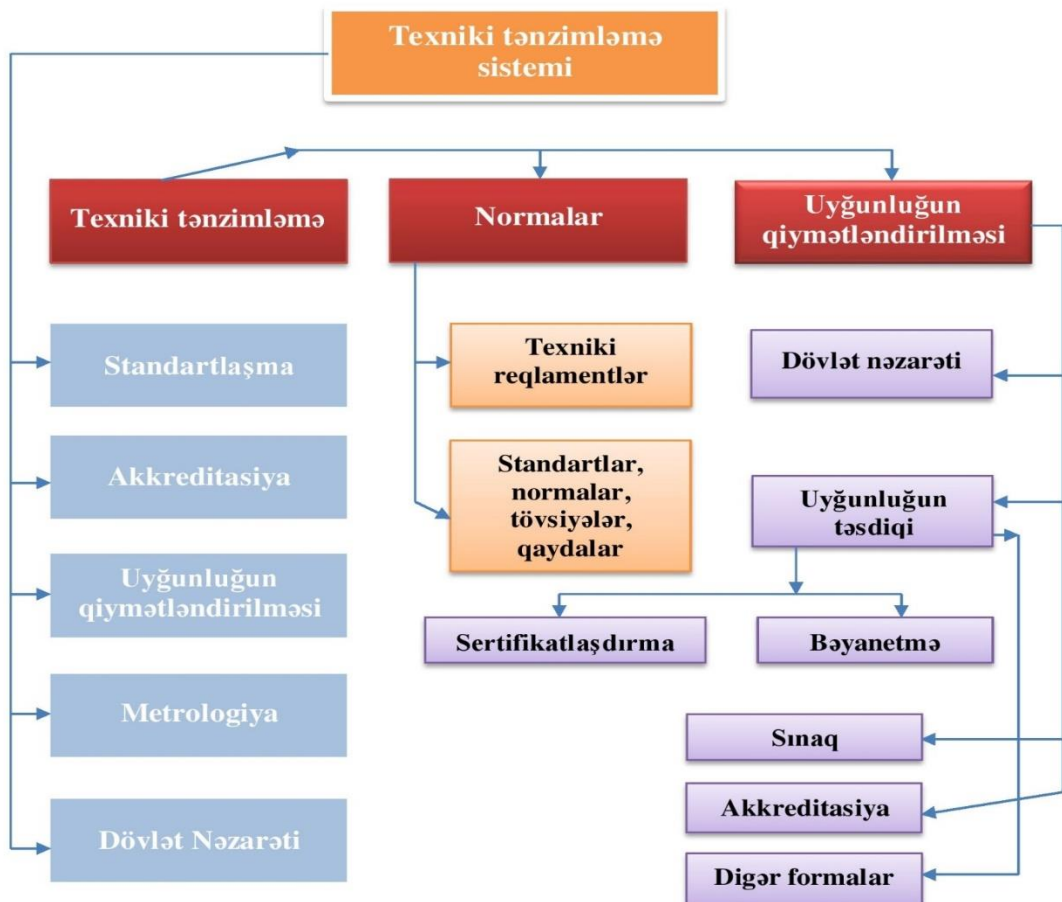 Texniki tənzimləmə
sistemi
Texniki tənzimləmə
Normalar
Uyğunluğun
qiymətləndirilməsi
Standartlaşma
Texniki
reqlamentlər
Dövlət nəzarəti
Akkreditasiya
Standartlar,
normalar,
tövsiyələr,
qaydalar
Uyğunluğun
təsdiqi
Uyğunluğun
qiymətləndirilməsi
Sertifikatlaşdırma
Bəyanetmə
Metrologiya
Sınaq
Akkreditasiya
Dövlət Nəzarəti
Digər formalar